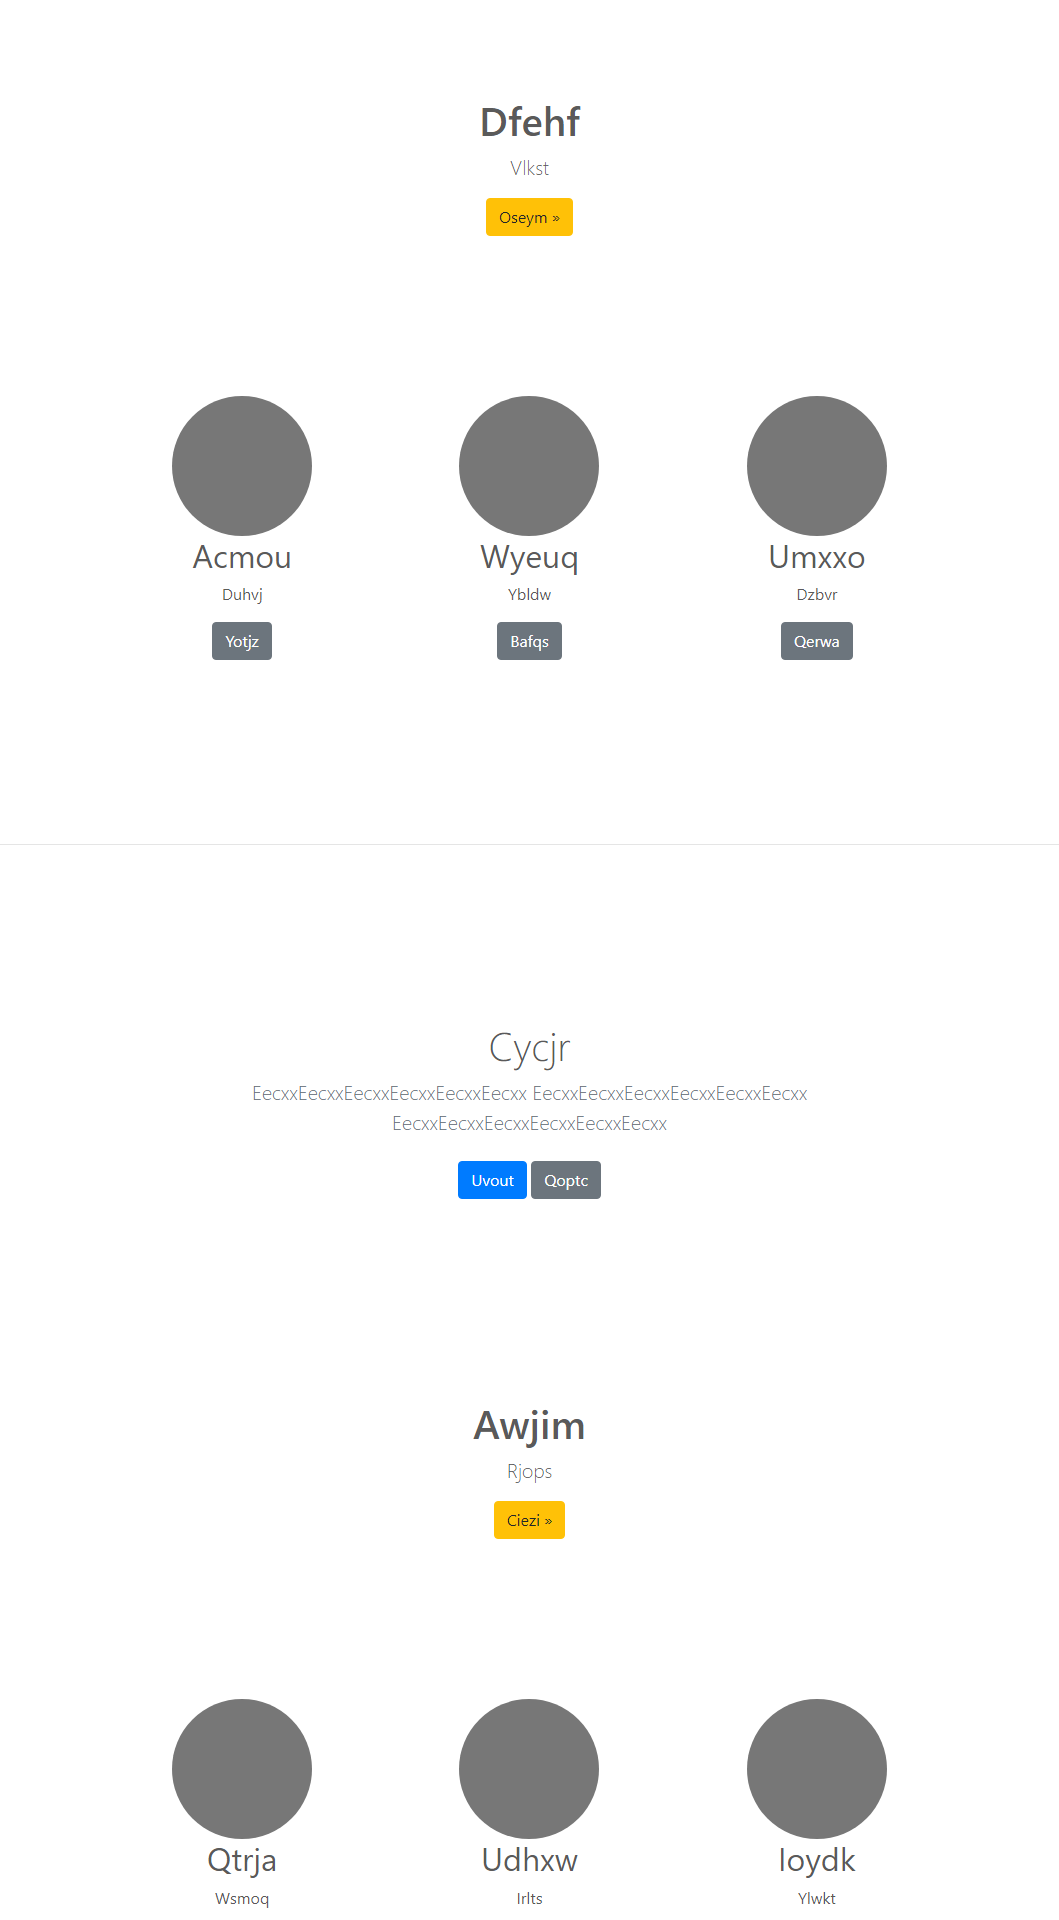 Dfehf
Vlkst
Oseym »
Acmou
Wyeuq
Umxxo
Duhvj
Ybldw
Dzbvr
Yotjz
Bafqs
Qerwa
Cycjr
EecxxEecxxEecxxEecxxEecxxEecxx EecxxEecxxEecxxEecxxEecxxEecxx
EecxxEecxxEecxxEecxxEecxxEecxx
Uvout
Qoptc
Awjim
Rjops
Ciezi »
Qtrja
Udhxw
Ioydk
Wsmoq
Irlts
Ylwkt